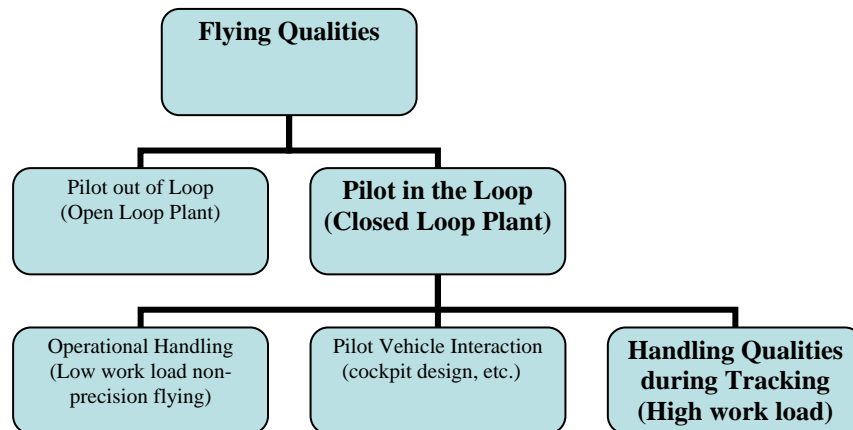 Flying Qualities
Pilot out of Loop
(Open Loop Plant)
Pilot in the Loop
(Closed Loop Plant)
Operational Handling
(Low work load non-
precision flying)
Pilot Vehicle Interaction
(cockpit design, etc.)
Handling Qualities
during Tracking
(High work load)